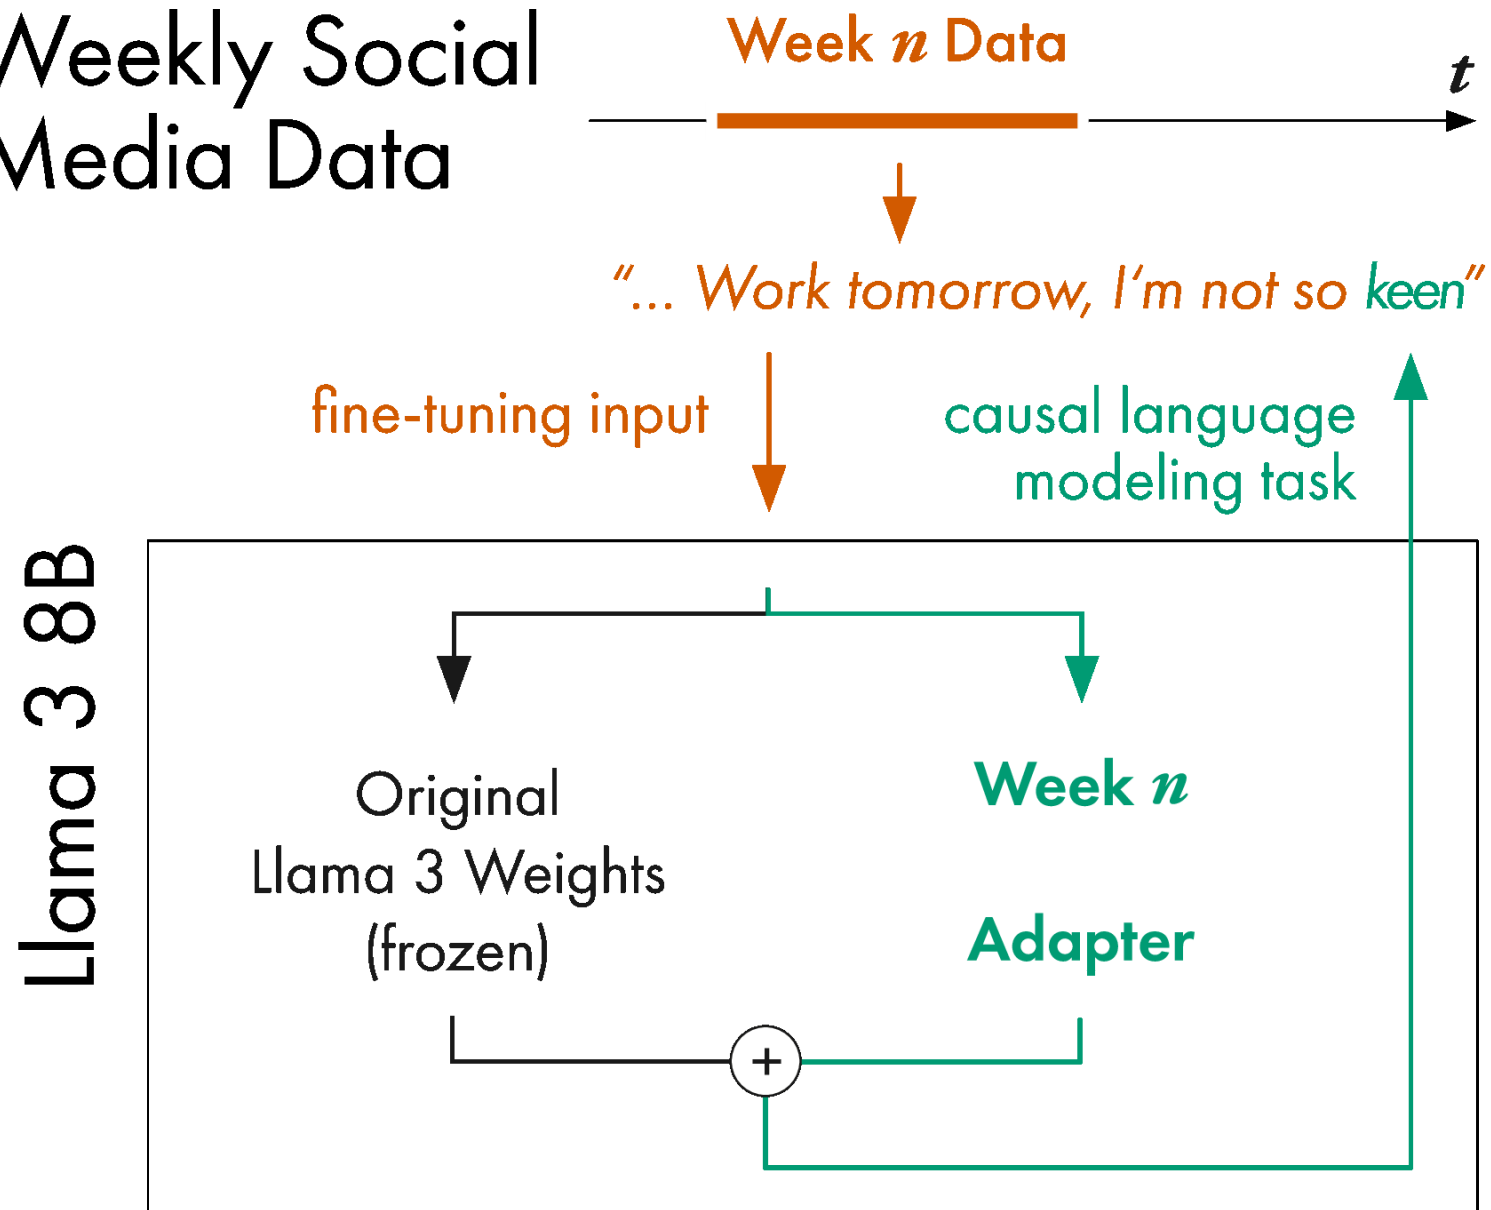 Weekly Social
Media Data
Week n Data
t
“... Work tomorrow, I’m not so keen”
fine-tuning input
causal language
modeling task
Llama 3 8B
Original
Llama 3 Weights
(frozen)
Week n
Adapter
+